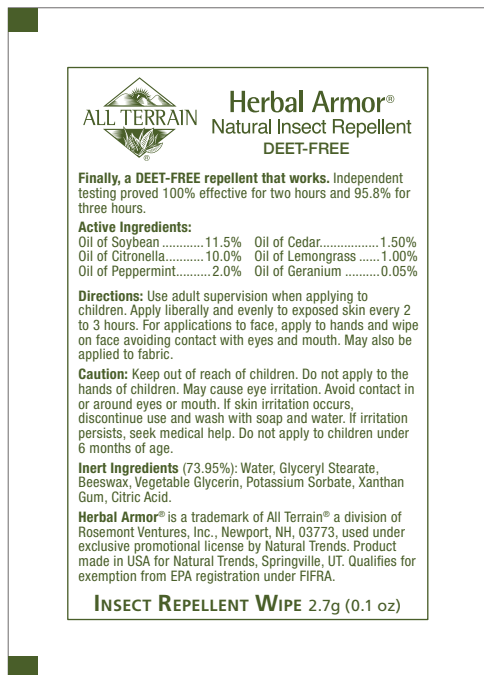 ALL TERRAIN
®
Herbal Armor®
Natural Insect Repellent
DEET-FREE
Finally, a DEET-FREE repellent that works. Independent
testing proved 100% effective for two hours and 95.8% for
three hours.
Active Ingredients:
Oil of Soybean ............11.5% Oil of Cedar.................1.50%
Oil of Citronella............10.0% Oil of Lemongrass ......1.00%
Oil of Peppermint..........2.0% Oil of Geranium ..........0.05%
Directions: Use adult supervision when applying to
children. Apply liberally and evenly to exposed skin every 2
to 3 hours. For applications to face, apply to hands and wipe
on face avoiding contact with eyes and mouth. May also be
applied to fabric.
Caution: Keep out of reach of children. Do not apply to the
hands of children. May cause eye irritation. Avoid contact in
or around eyes or mouth. If skin irritation occurs,
discontinue use and wash with soap and water. If irritation
persists, seek medical help. Do not apply to children under
6 months of age.
Inert Ingredients (73.95%): Water, Glyceryl Stearate,
Beeswax, Vegetable Glycerin, Potassium Sorbate, Xanthan
Gum, Citric Acid.
Herbal Armor® is a trademark of All Terrain® a division of
Rosemont Ventures, Inc., Newport, NH, 03773, used under
exclusive promotional license by Natural Trends. Product
made in USA for Natural Trends, Springville, UT. Qualifies for
exemption from EPA registration under FIFRA.
INSECT REPELLENT WIPE 2.7g (0.1 oz)